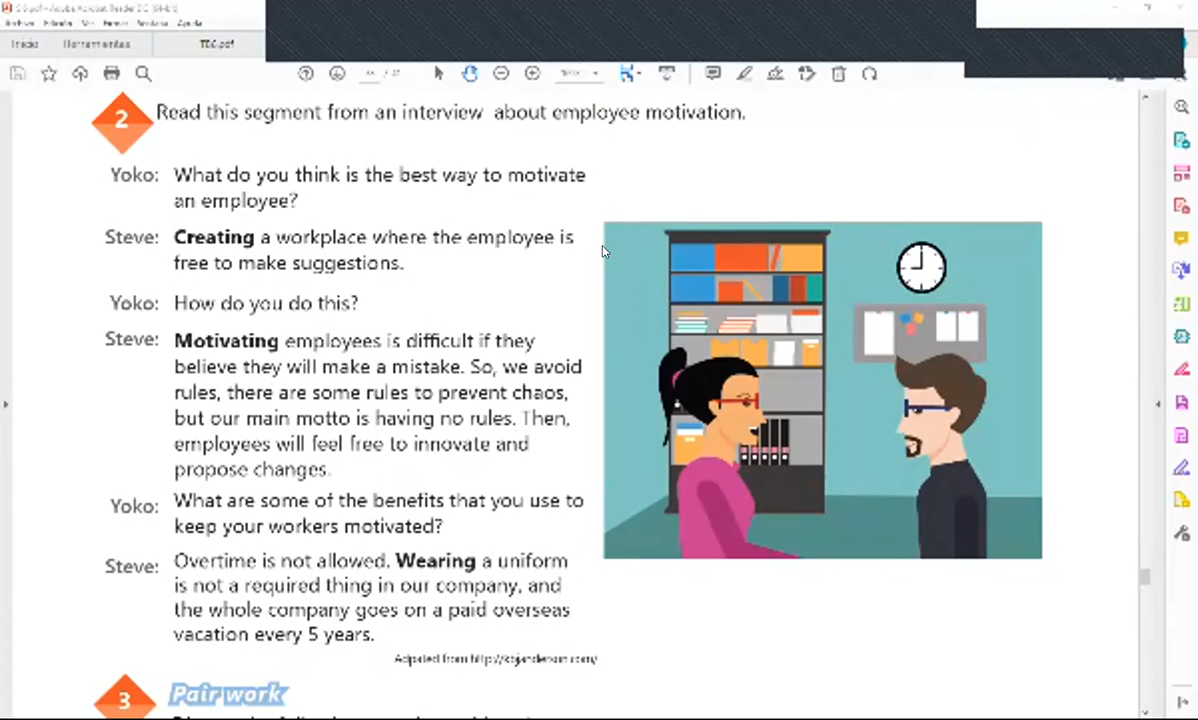 Inicio Herramientas
2 Read this segment from an interview about employee motivation.
Yoko: What do you think is the best way to motivate
an employee?
Steve: Creating a workplace where the employee is
free to make suggestions.
Yoko: How do you do this?
Steve: Motivating employees is difficult if they
believe they will make a mistake. So, we avoid
rules, there are some rules to prevent chaos,
but our main motto is having no rules. Then,
employees will feel free to innovate and
propose changes.
Yoko: What are some of the benefits that you use to
keep your workers motivated?
Steve: Overtime is not allowed. Wearing a uniform
is not a required thing in our company, and
the whole company goes on a paid overseas
vacation every 5 years.
Adpated from
3 Pair work